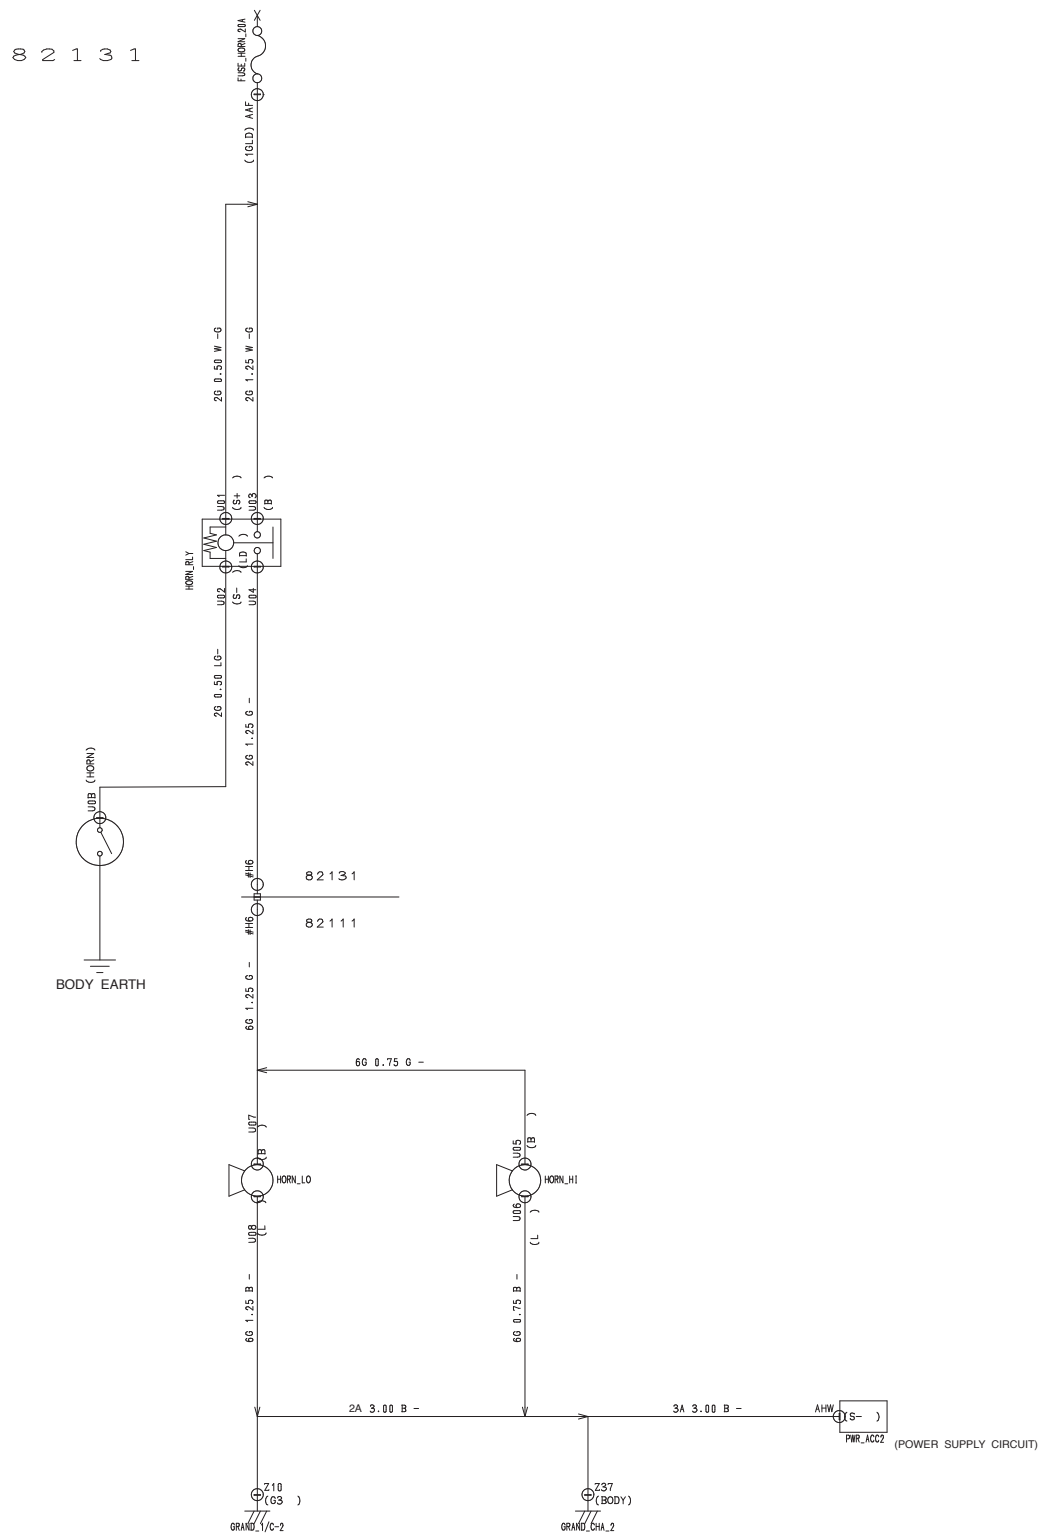 82131
FUSE_HORN_20A
(1GLD) AAF
2G 0.50 W -G
2G 1.25 W -G
U01
(S+ )
U03
(B )
HORN_RLY
(LD )
U02
(S- )
U04
2G 0.50 LG-
2G 1.25 G -
U0B (HORN)
#H6
82131
#H6
82111
BODY EARTH
6G 1.25 G -
6G 0.75 G -
U07
(B )
U05
(B )
HORN_LO
HORN_HI
U08
(L )
U06
(L )
6G 1.25 B -
6G 0.75 B -
2A 3.00 B -
3A 3.00 B -
AHW
(S- )
PWR_ACC2
(POWER SUPPLY CIRCUIT)
Z10
(G3 )
GRAND_1/C-2
Z37
(BODY)
GRAND_CHA_2